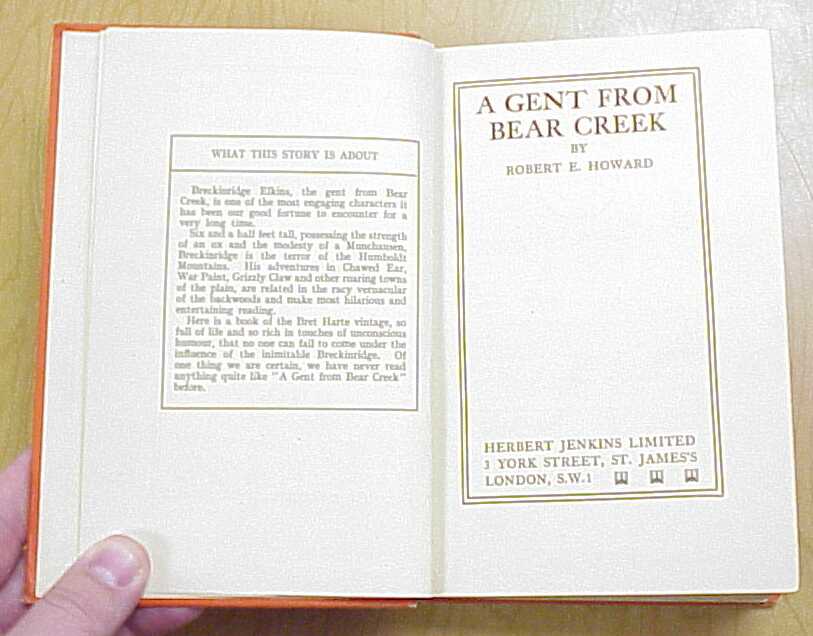 WHAT THIS STORY IS ABOUT
Breckinridge Elkins, the gent from Bear
Creek, is one of the most engaging characters it
has been our good fortune to encounter for a
very long time.
Six and a half feet tall, possessing the strength
of an ox and the modesty of a Munchausen,
Breckinridge is the terror of the Humboldt
Mountains. His adventures in Chawed Ear,
War Paint, Grizzly Claw and other roaring towns
of the plain, are related in the racy vernacular
of the backwoods and make most hilarious and
entertaining reading.
Here is a book of the Bret Harte vintage, so
full of life and so rich in touches of unconscious
humour, that no one can fail to come under the
influence of the inimitable Breckinridge. Of
one thing we are certain, we have never read
anything quite like "A Gent from Bear Creek"
before.
A GENT FROM
BEAR CREEK
BY
ROBERT E. HOWARD
HERBERT JENKINS LIMITED
3 YORK STREET, ST. JAMES'S
LONDON, S.W.1